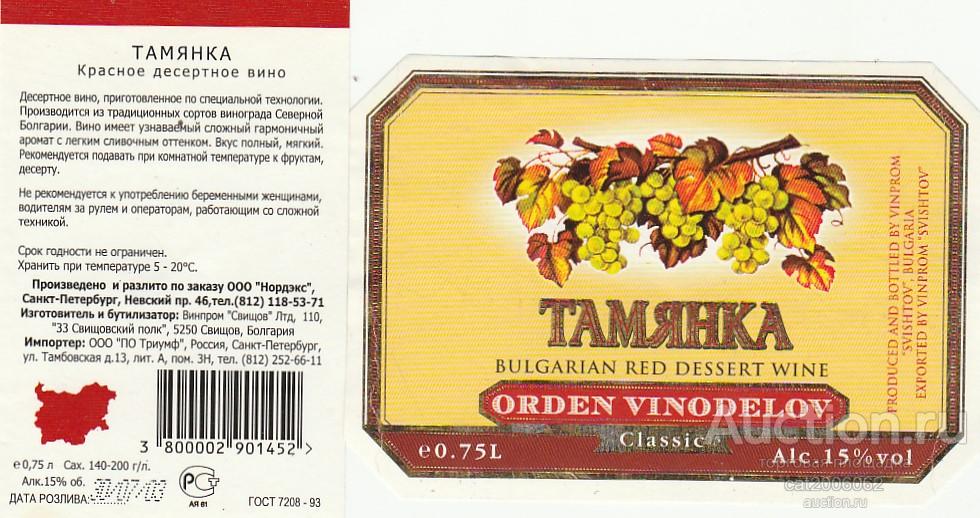 ТАМЯНКА
Красное десертное вино
Десертное вино, приготовленное по специальной технологии.
Производится из традиционных сортов винограда Северной
Болгарии. Вино имеет узнаваемый сложный гармоничный
аромат с легким сливочным оттенком. Вкус полный, мягкий.
Рекомендуется подавать при комнатной температуре к фруктам,
десерту.
Не рекомендуется к употреблению беременными женщинами,
водителям за рулем и операторам, работающим со сложной
техникой.
Срок годности не ограничен.
Хранить при температуре 5 - 20°С.
Произведено и разлито по заказу ООО "Нордэкс",
Санкт-Петербург, Невский пр. 46,тел.(812) 118-53-71
Изготовитель и бутилизатор: Винпром "Свищов" Лтд, 110,
"33 Свищовский полк", 5250 Свищов, Болгария
Импортер: ООО "ПО Триумф", Россия, Санкт-Петербург,
ул. Тамбовская д.13, лит. А, пом. 3Н, тел. (812) 252-66-11
3 800002 901452 >
e 0,75 л Сах. 140-200 г/л.
Алк.15% об.
ДАТА РОЗЛИВА:
АЯ 61
ГОСТ 7208 - 93
ТАМЯНКА
BULGARIAN RED DESSERT WINE
ORDEN VINODELOV
Classic
e0.75L
Alc.15%vol
PRODUCED AND BOTTLED BY VINPROM
"SVISHTOV", BULGARIA
EXPORTED BY VINPROM "SVISHTOV"
Auction.ru
торговая площадка
cat2006062
auction.ru